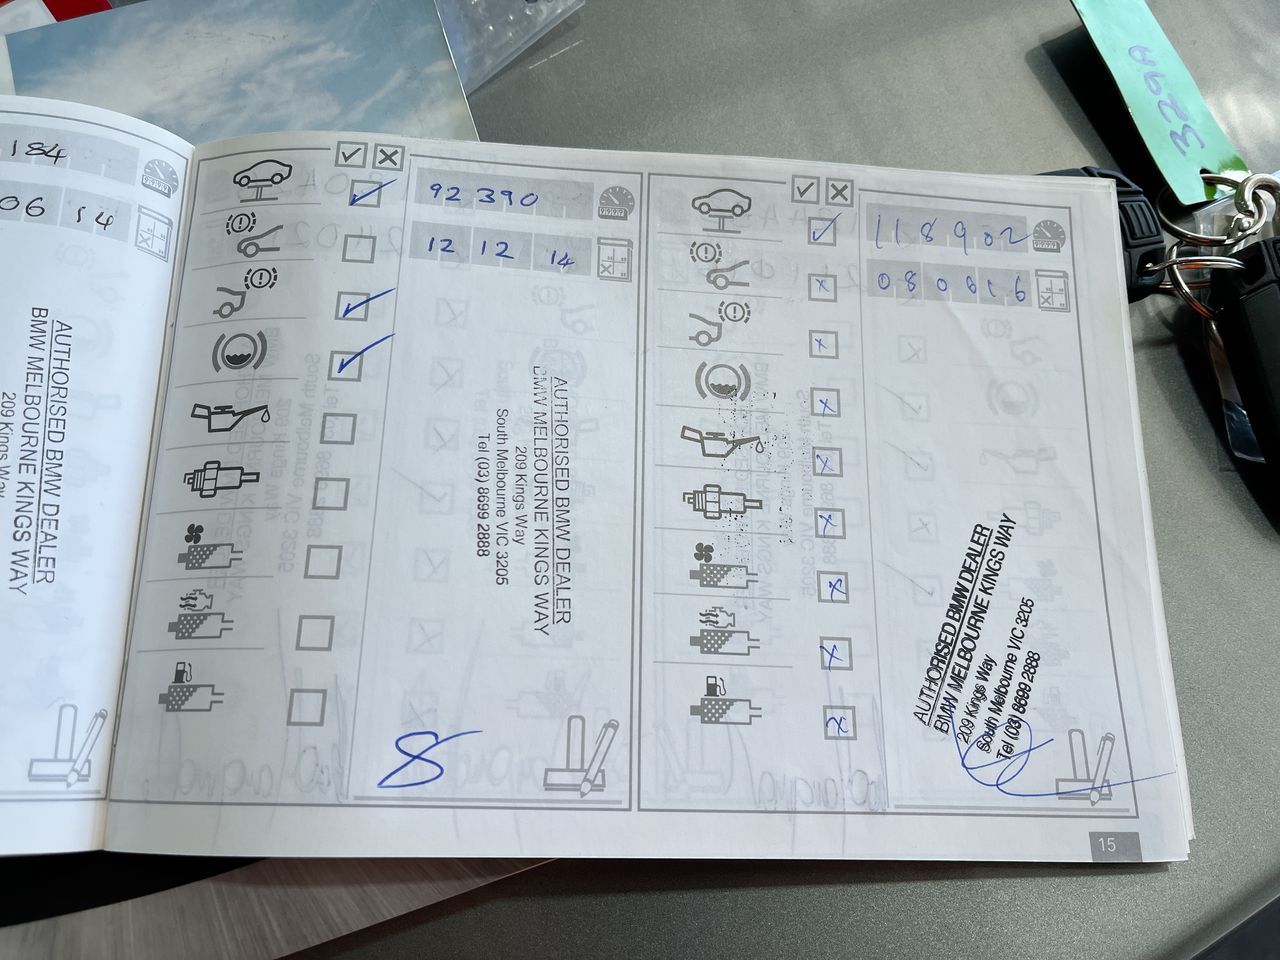 184
06 14
AUTHORISED BMW DEALER
BMW MELBOURNE KINGS WAY
209 Kings Way
92 390
12 12 14
AUTHORISED BMW DEALER
BMW MELBOURNE KINGS WAY
209 Kings Way
South Melbourne VIC 3205
Tel (03) 8699 2888
8
118902
080616
AUTHORISED BMW DEALER
BMW MELBOURNE KINGS WAY
209 Kings Way
South Melbourne VIC 3205
Tel (03) 8699 2888
15